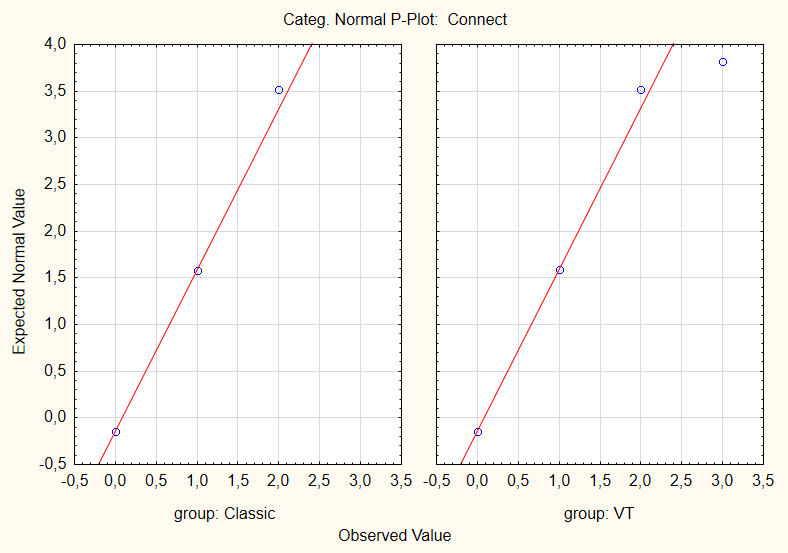 Categ. Normal P-Plot:  Connect
Expected Normal Value
4,0
3,5
3,0
2,5
2,0
1,5
1,0
0,5
0,0
-0,5
-0,5 0,0 0,5 1,0 1,5 2,0 2,5 3,0 3,5 -0,5 0,0 0,5 1,0 1,5 2,0 2,5 3,0 3,5
group: Classic group: VT
Observed Value